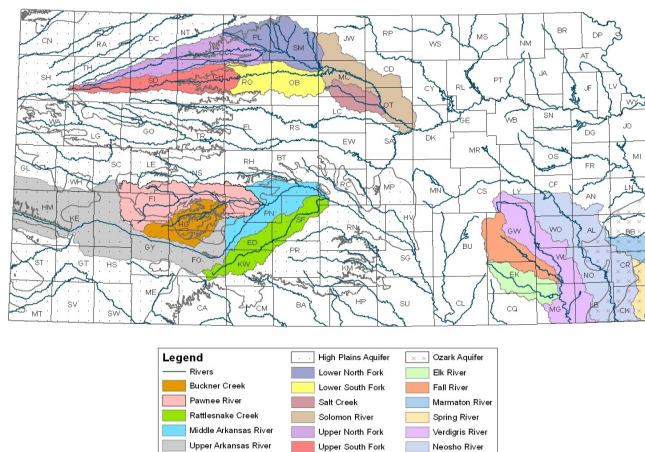 CN RA DC NT PL SM JW RP WS MS NM BR DP
SH TH SD GH RO OB MC CD CY RL PT JA AT
JF LV WY
LG GO TR EL RS LC OT SA DK GE WB SN DG JO
EW MR OS FR MI
GL WH SC LE NS RH BT RC MP MN CS LY CF AN LN
HM KE FI HG PN SF RN HV GW WO AL BB
GY FO ED KW PR SG BU EK WL NO CR
ST GT HS ME KM
MT SV SW CA CM BA HP SU CL CQ MG LB CK
Legend
Rivers
Buckner Creek
Pawnee River
Rattlesnake Creek
Middle Arkansas River
Upper Arkansas River
High Plains Aquifer
Lower North Fork
Lower South Fork
Salt Creek
Solomon River
Upper North Fork
Upper South Fork
Ozark Aquifer
Elk River
Fall River
Marmaton River
Spring River
Verdigris River
Neosho River